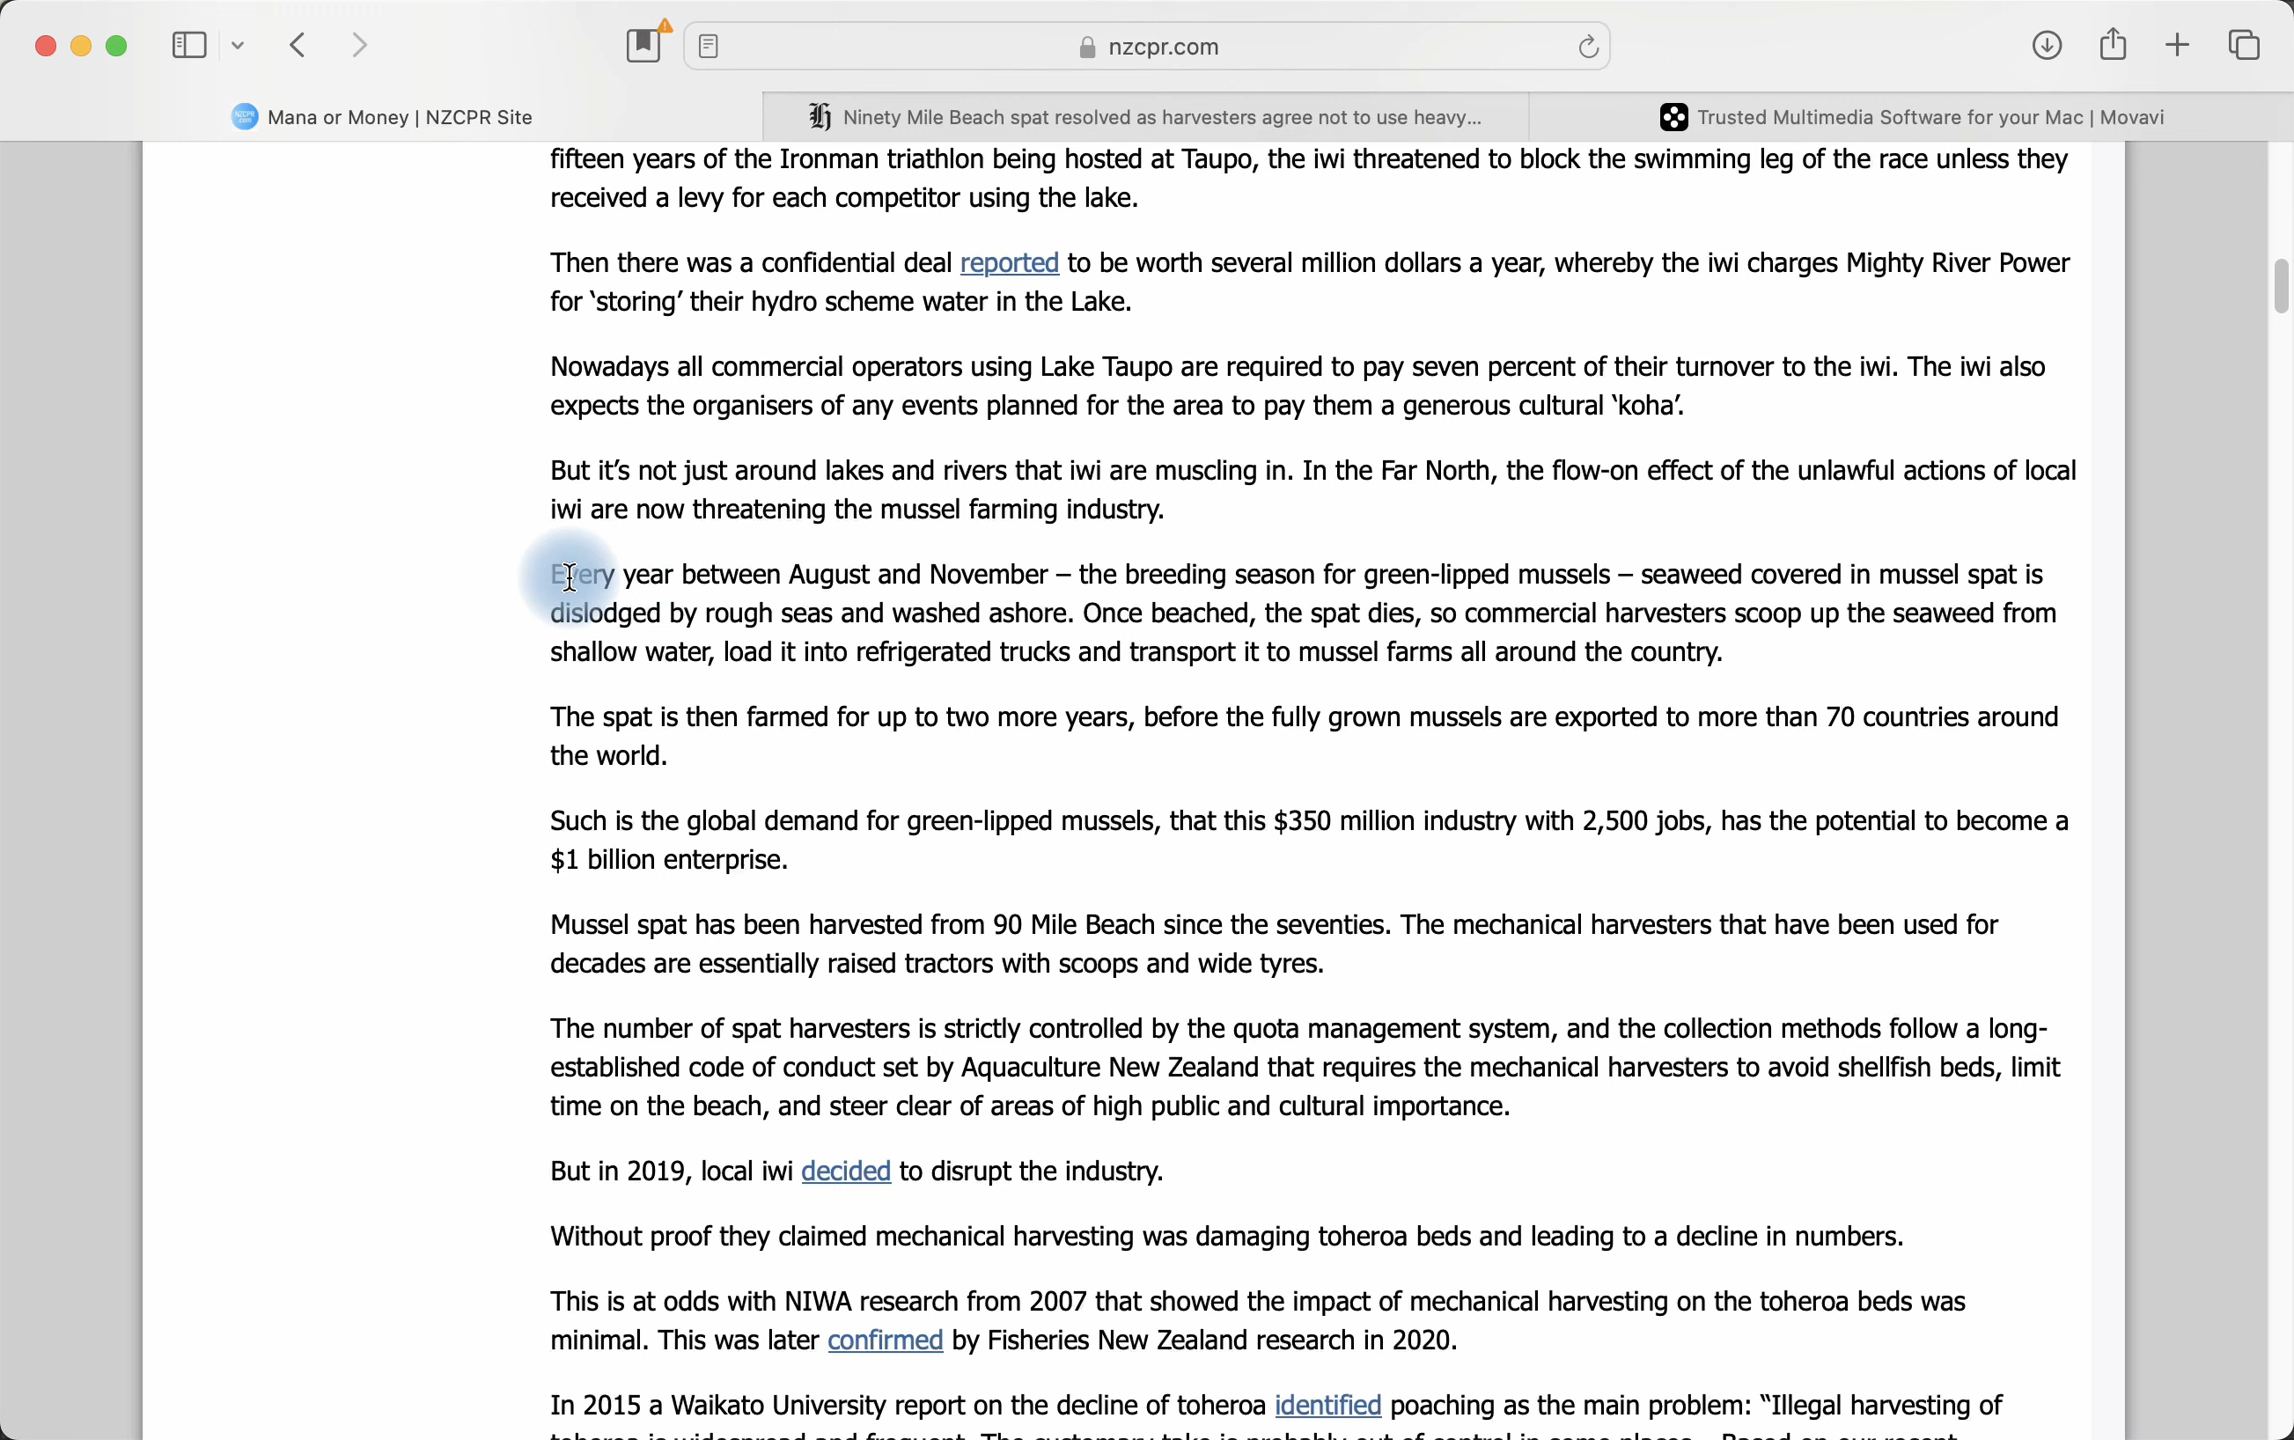 nzcpr.com
Mana or Money | NZCPR Site
Ninety Mile Beach spat resolved as harvesters agree not to use heavy...
Trusted Multimedia Software for your Mac | Movavi
fifteen years of the Ironman triathlon being hosted at Taupo, the iwi threatened to block the swimming leg of the race unless they
received a levy for each competitor using the lake.
Then there was a confidential deal reported to be worth several million dollars a year, whereby the iwi charges Mighty River Power
for ‘storing’ their hydro scheme water in the Lake.
Nowadays all commercial operators using Lake Taupo are required to pay seven percent of their turnover to the iwi. The iwi also
expects the organisers of any events planned for the area to pay them a generous cultural ‘koha’.
But it’s not just around lakes and rivers that iwi are muscling in. In the Far North, the flow-on effect of the unlawful actions of local
iwi are now threatening the mussel farming industry.
Every year between August and November – the breeding season for green-lipped mussels – seaweed covered in mussel spat is
dislodged by rough seas and washed ashore. Once beached, the spat dies, so commercial harvesters scoop up the seaweed from
shallow water, load it into refrigerated trucks and transport it to mussel farms all around the country.
The spat is then farmed for up to two more years, before the fully grown mussels are exported to more than 70 countries around
the world.
Such is the global demand for green-lipped mussels, that this $350 million industry with 2,500 jobs, has the potential to become a
$1 billion enterprise.
Mussel spat has been harvested from 90 Mile Beach since the seventies. The mechanical harvesters that have been used for
decades are essentially raised tractors with scoops and wide tyres.
The number of spat harvesters is strictly controlled by the quota management system, and the collection methods follow a long-
established code of conduct set by Aquaculture New Zealand that requires the mechanical harvesters to avoid shellfish beds, limit
time on the beach, and steer clear of areas of high public and cultural importance.
But in 2019, local iwi decided to disrupt the industry.
Without proof they claimed mechanical harvesting was damaging toheroa beds and leading to a decline in numbers.
This is at odds with NIWA research from 2007 that showed the impact of mechanical harvesting on the toheroa beds was
minimal. This was later confirmed by Fisheries New Zealand research in 2020.
In 2015 a Waikato University report on the decline of toheroa identified poaching as the main problem: “Illegal harvesting of